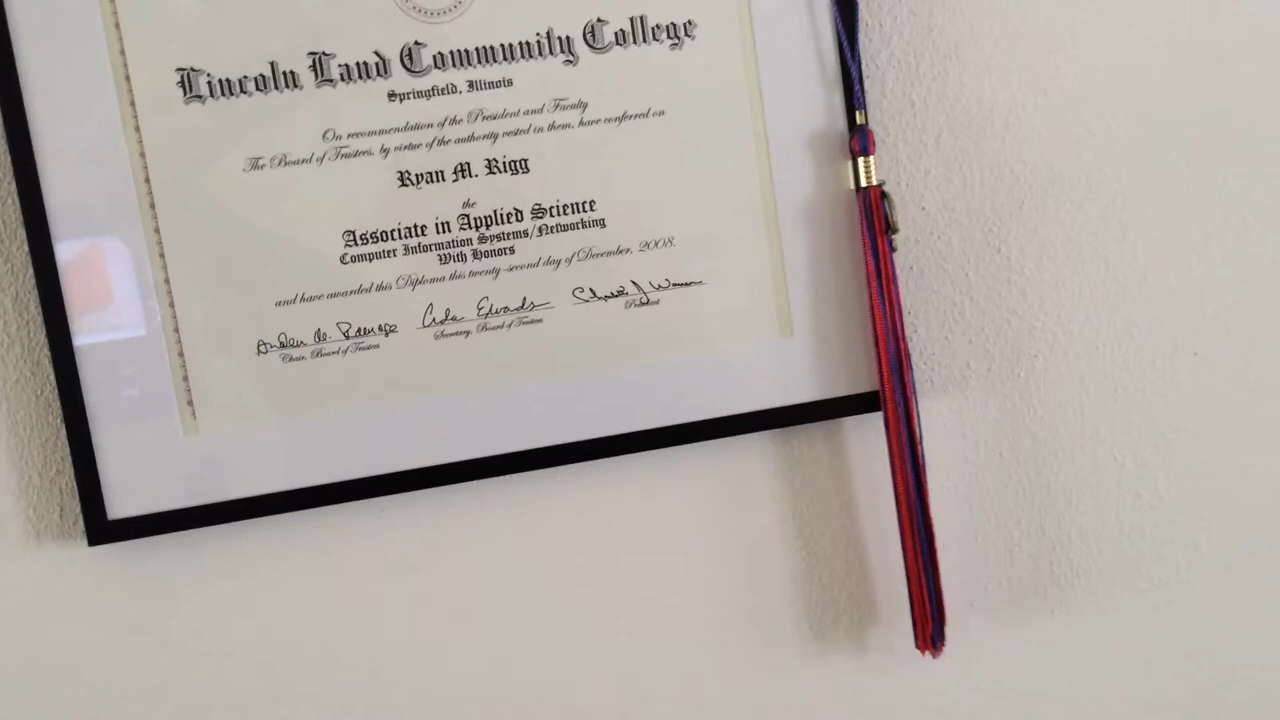 Lincoln Land Community College
Springfield, Illinois
On recommendation of the President and Faculty
The Board of Trustees, by virtue of the authority vested in them, have conferred on
Ryan M. Rigg
the
Associate in Applied Science
Computer Information Systems/Networking
With Honors
and have awarded this Diploma this twenty-second day of December, 2008.
Chair, Board of Trustees
Secretary, Board of Trustees
President